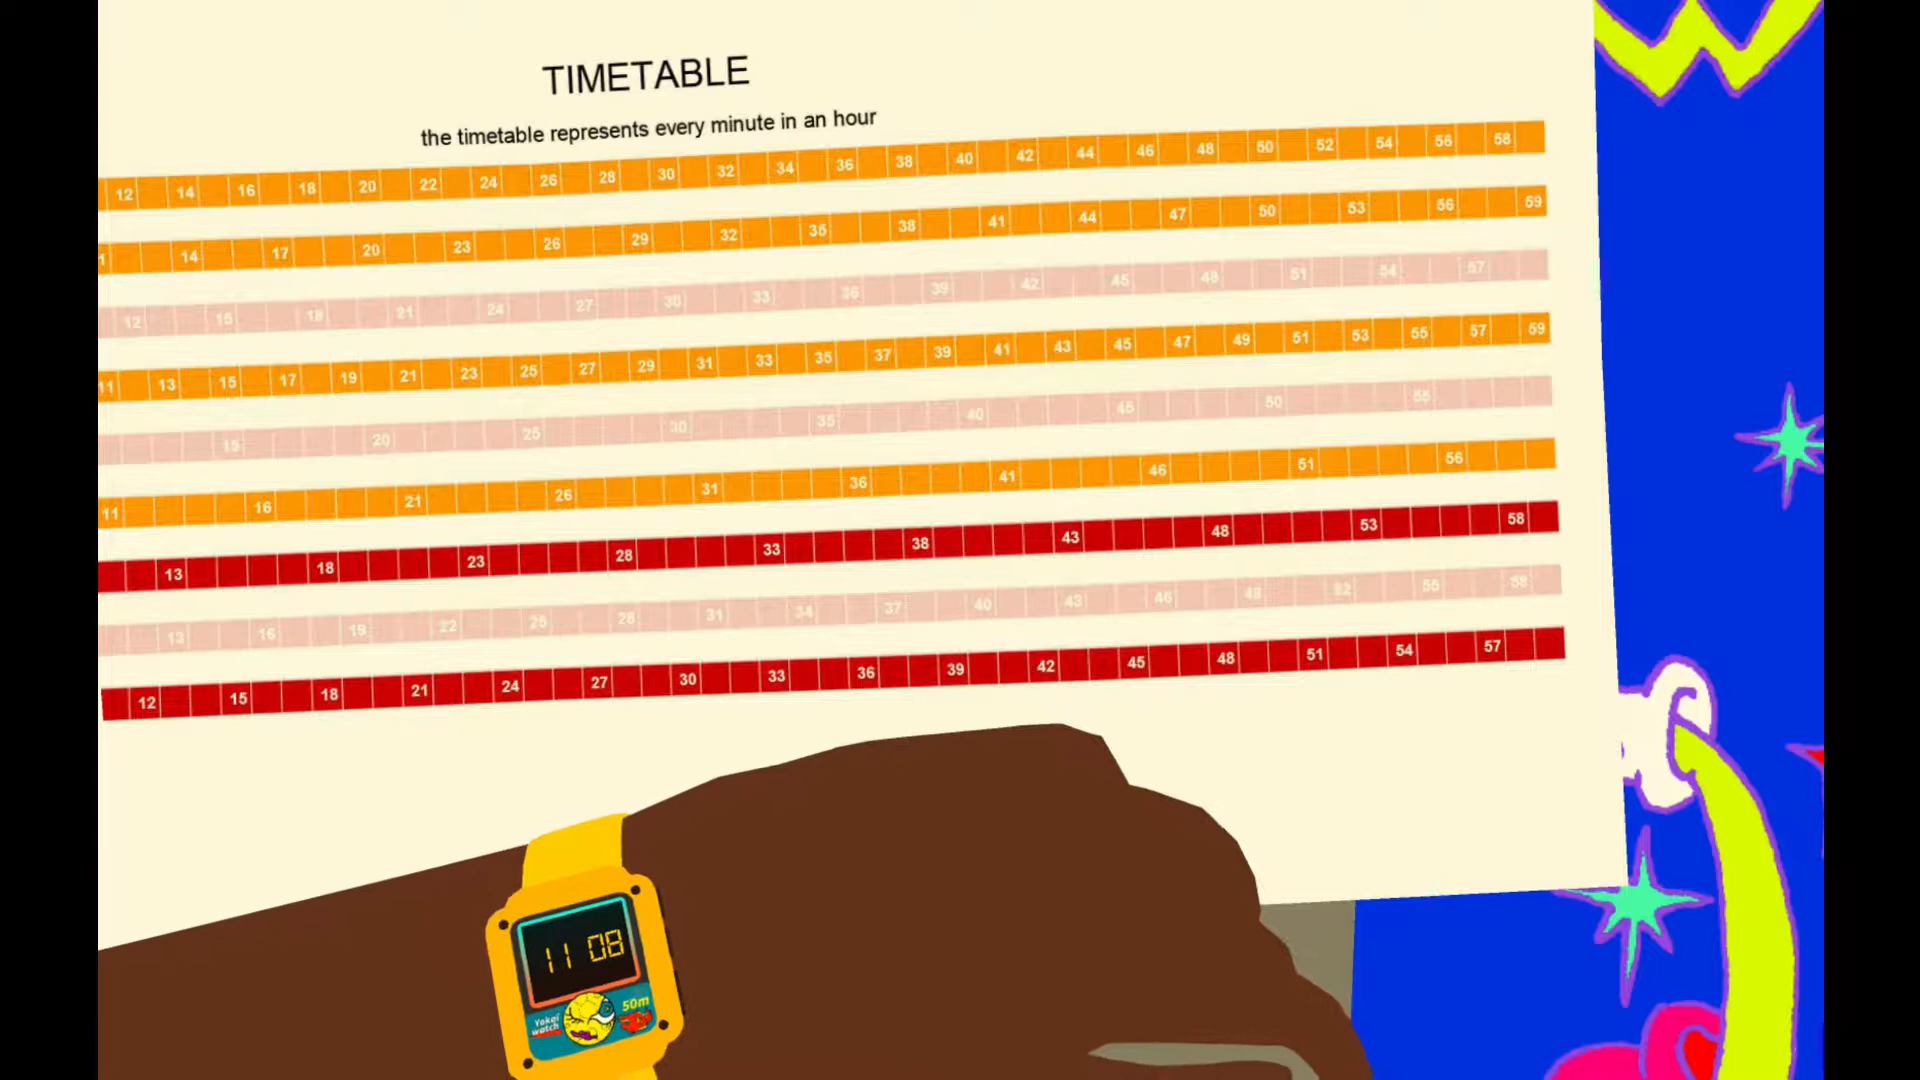 TIMETABLE
the timetable represents every minute in an hour
12 14 16 18 20 22 24 26 28 30 32 34 36 38 40 42 44 46 48 50 52 54 56 58
14 17 20 23 26 29 32 35 38 41 44 47 50 53 56 59
12 15 18 21 24 27 30 33 36 39 42 45 48 51 54 57
11 13 15 17 19 21 23 25 27 29 31 33 35 37 39 41 43 45 47 49 51 53 55 57 59
15 20 25 30 35 40 45 50 55
11 16 21 26 31 36 41 46 51 56
13 18 23 28 33 38 43 48 53 58
13 16 19 22 25 28 31 34 37 40 43 46 49 52 55 58
12 15 18 21 24 27 30 33 36 39 42 45 48 51 54 57
11 08
Yokai
watch
50m